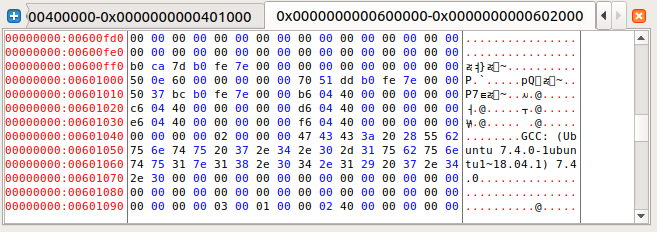 00400000-0x0000000000401000 0x0000000000600000-0x0000000000602000
00000000:00600fd0 00 00 00 00 00 00 00 00 00 00 00 00 00 00 00 00 ................
00000000:00600fe0 00 00 00 00 00 00 00 00 00 00 00 00 00 00 00 00 ................
00000000:00600ff0 b0 ca 7d b0 fe 7e 00 00 00 00 00 00 00 00 00 00
00000000:00601000 50 0e 60 00 00 00 00 00 70 51 dd b0 fe 7e 00 00
00000000:00601010 50 37 bc b0 fe 7e 00 00 b6 04 40 00 00 00 00 00
00000000:00601020 c6 04 40 00 00 00 00 00 d6 04 40 00 00 00 00 00
00000000:00601030 e6 04 40 00 00 00 00 00 f6 04 40 00 00 00 00 00
00000000:00601040 00 00 00 00 02 00 00 00 47 43 43 3a 20 28 55 62 ........GCC: (Ub
00000000:00601050 75 6e 74 75 20 37 2e 34 2e 30 2d 31 75 62 75 6e untu 7.4.0-1ubun
00000000:00601060 74 75 31 7e 31 38 2e 30 34 2e 31 29 20 37 2e 34 tu1~18.04.1) 7.4
00000000:00601070 2e 30 00 00 00 00 00 00 00 00 00 00 00 00 00 00 .0..............
00000000:00601080 00 00 00 00 00 00 00 00 00 00 00 00 00 00 00 00 ................
00000000:00601090 00 00 00 00 03 00 01 00 00 02 40 00 00 00 00 00 ..........@.....